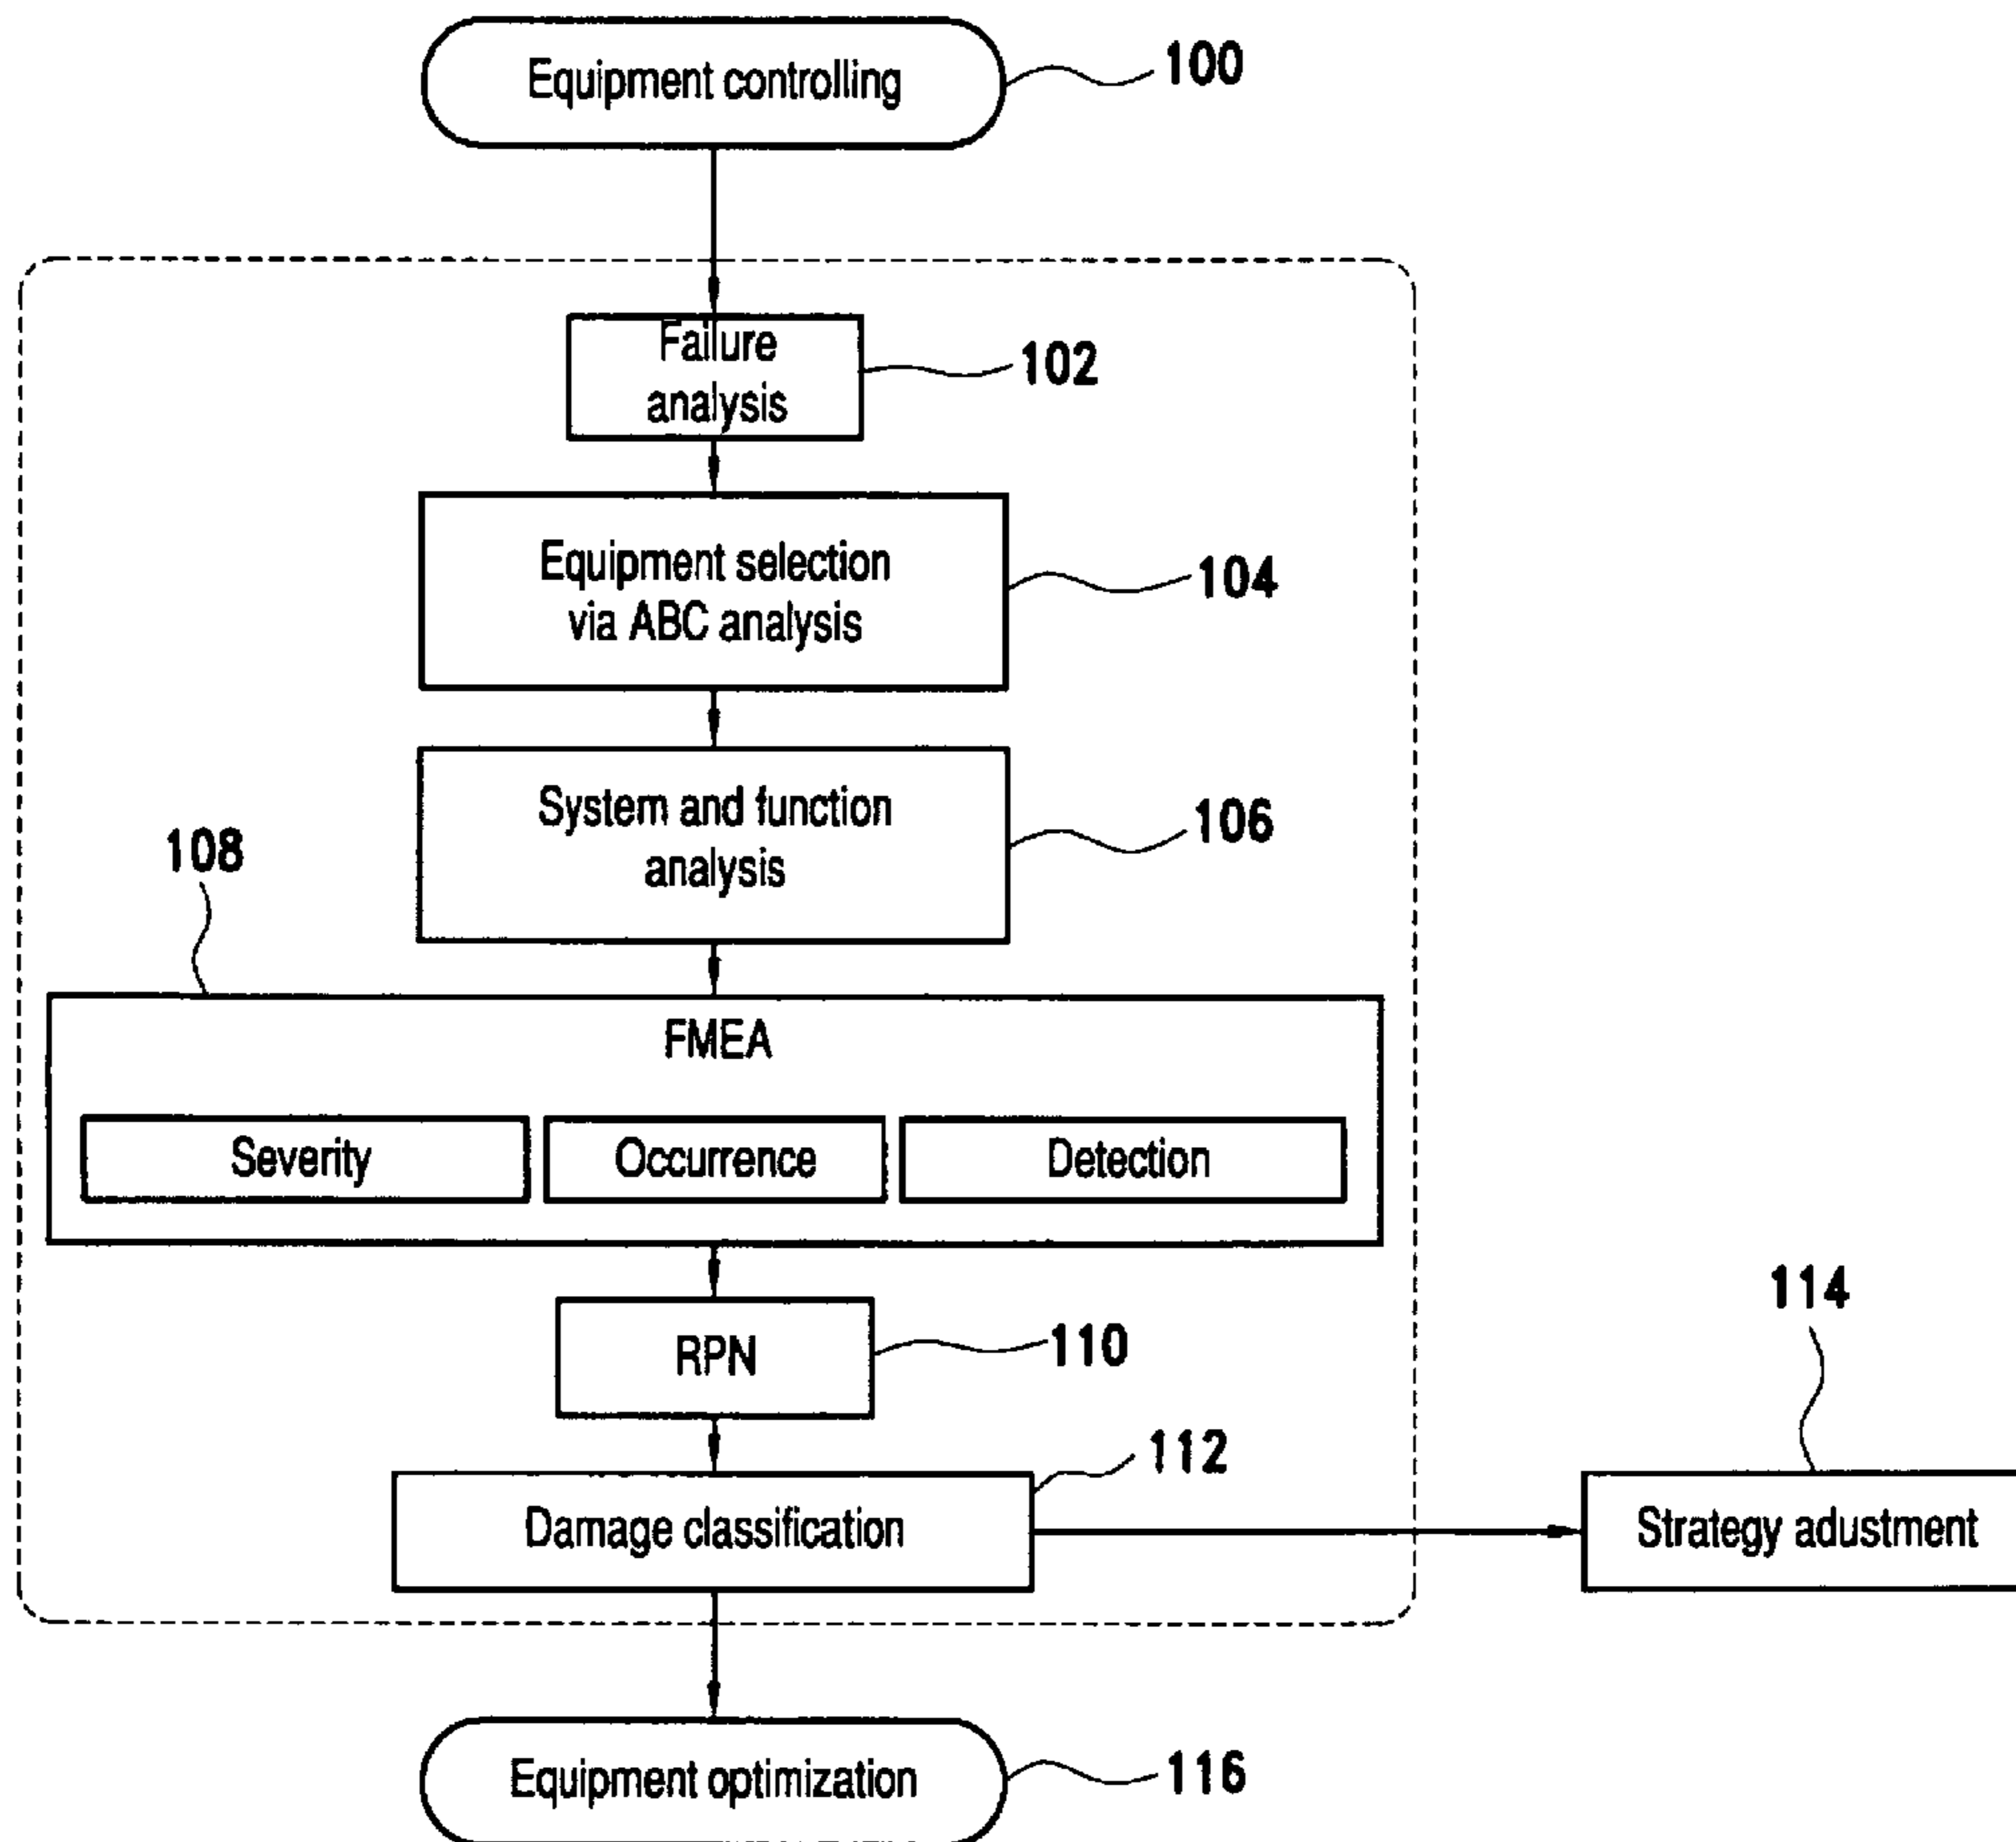 Equipment controlling
100
Failure
analysis
102
Equipment selection
via ABC analysis
104
System and function
analysis
106
108
FMEA
Severity
Occurrence
Detection
RPN
110
114
112
Damage classification
Strategy adustment
Equipment optimization
116